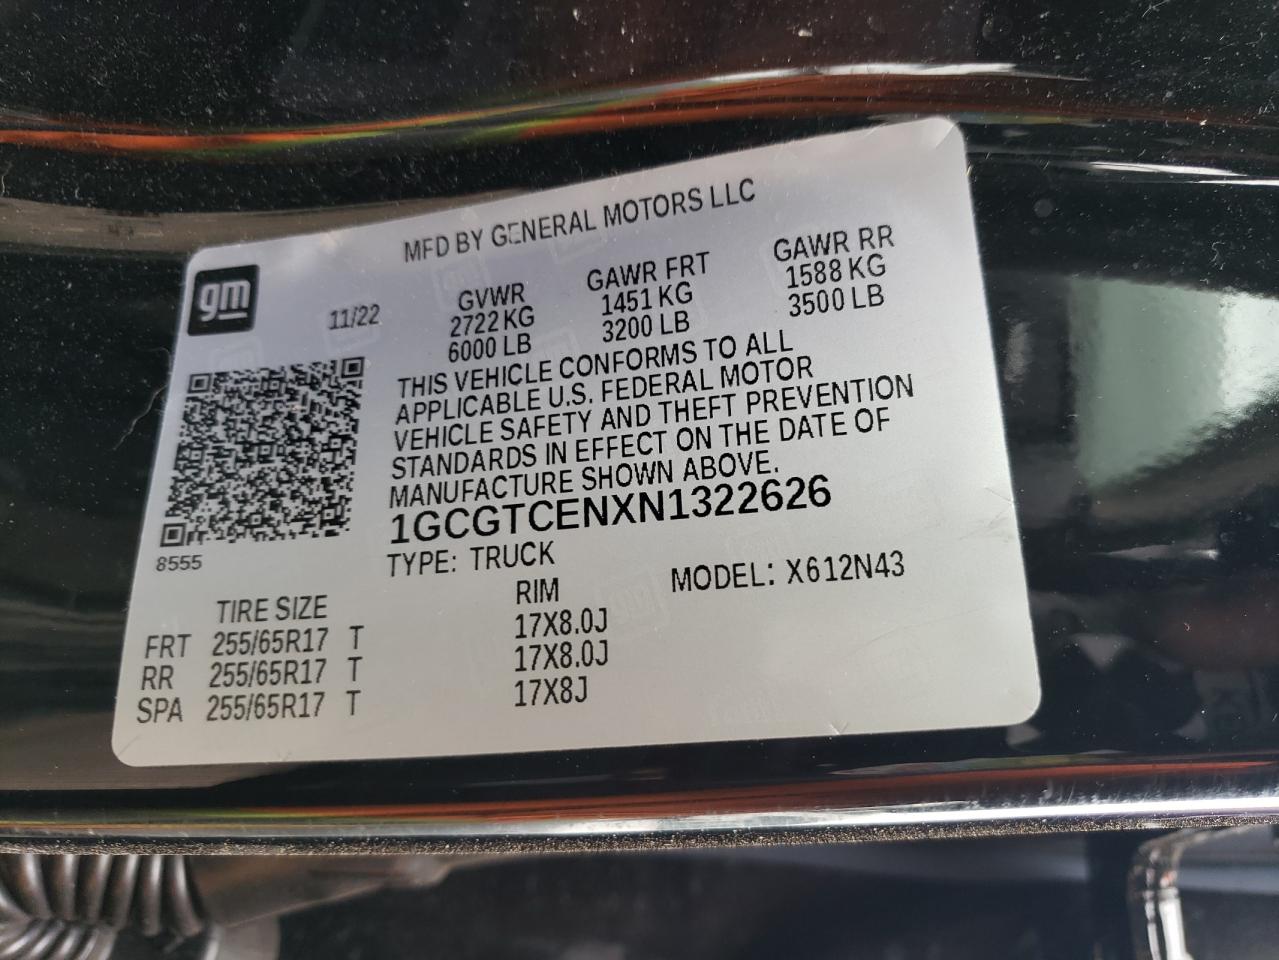 MFD BY GENERAL MOTORS LLC
gm
11/22
GVWR GAWR FRT GAWR RR
2722 KG 1451 KG 1588 KG
6000 LB 3200 LB 3500 LB
THIS VEHICLE CONFORMS TO ALL
APPLICABLE U.S. FEDERAL MOTOR
VEHICLE SAFETY AND THEFT PREVENTION
STANDARDS IN EFFECT ON THE DATE OF
MANUFACTURE SHOWN ABOVE.
1GCGTCENXN1322626
8555
TYPE: TRUCK MODEL: X612N43
TIRE SIZE RIM
FRT 255/65R17 T 17X8.0J
RR 255/65R17 T 17X8.0J
SPA 255/65R17 T 17X8J